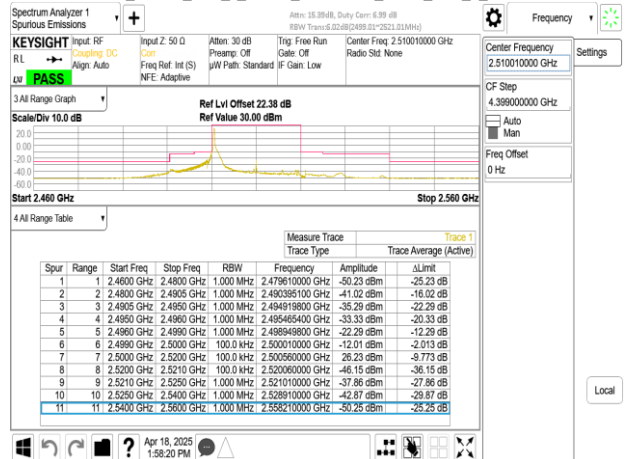 Spectrum Analyzer 1
Spurious Emissions
Attn: 15.39dB, Duty Corr: 6.99 dB
RBW Trans:6.02dB(2499.01~2521.01MHz)
Frequency
KEYSIGHT Input: RF Input Z: 50 Ω Atten: 30 dB Trig: Free Run Center Freq: 2.510010000 GHz
RL Coupling: DC Corr Preamp: Off Gate: Off Radio Std: None
Align: Auto Freq Ref: Int (S) µW Path: Standard IF Gain: Low
LXI PASS NFE: Adaptive
Center Frequency Settings
2.510010000 GHz
CF Step
4.399000000 GHz
Auto
Man
Freq Offset
0 Hz
3 All Range Graph
Ref Lvl Offset 22.38 dB
Scale/Div 10.0 dB Ref Value 30.00 dBm
20.0
0.00
-20.0
-40.0
-60.0
Start 2.460 GHz Stop 2.560 GHz
4 All Range Table
Measure Trace Trace 1
Trace Type Trace Average (Active)
Spur Range Start Freq Stop Freq RBW Frequency Amplitude ΔLimit
1 1 2.4600 GHz 2.4800 GHz 1.000 MHz 2.479610000 GHz -50.23 dBm -25.23 dB
2 2 2.4800 GHz 2.4905 GHz 1.000 MHz 2.490395100 GHz -41.02 dBm -16.02 dB
3 3 2.4905 GHz 2.4950 GHz 1.000 MHz 2.494919800 GHz -35.29 dBm -22.29 dB
4 4 2.4950 GHz 2.4960 GHz 1.000 MHz 2.495465400 GHz -33.33 dBm -20.33 dB
5 5 2.4960 GHz 2.4990 GHz 1.000 MHz 2.498949800 GHz -22.29 dBm -12.29 dB
6 6 2.4990 GHz 2.5000 GHz 100.0 kHz 2.500010000 GHz -12.01 dBm -2.013 dB
7 7 2.5000 GHz 2.5200 GHz 100.0 kHz 2.500560000 GHz 26.23 dBm -9.773 dB
8 8 2.5200 GHz 2.5210 GHz 100.0 kHz 2.520060000 GHz -46.15 dBm -36.15 dB
9 9 2.5210 GHz 2.5250 GHz 1.000 MHz 2.521010000 GHz -37.86 dBm -27.86 dB
10 10 2.5250 GHz 2.5400 GHz 1.000 MHz 2.528910000 GHz -42.87 dBm -29.87 dB
11 11 2.5400 GHz 2.5600 GHz 1.000 MHz 2.558210000 GHz -50.25 dBm -25.25 dB
Local
Apr 18, 2025
1:58:20 PM